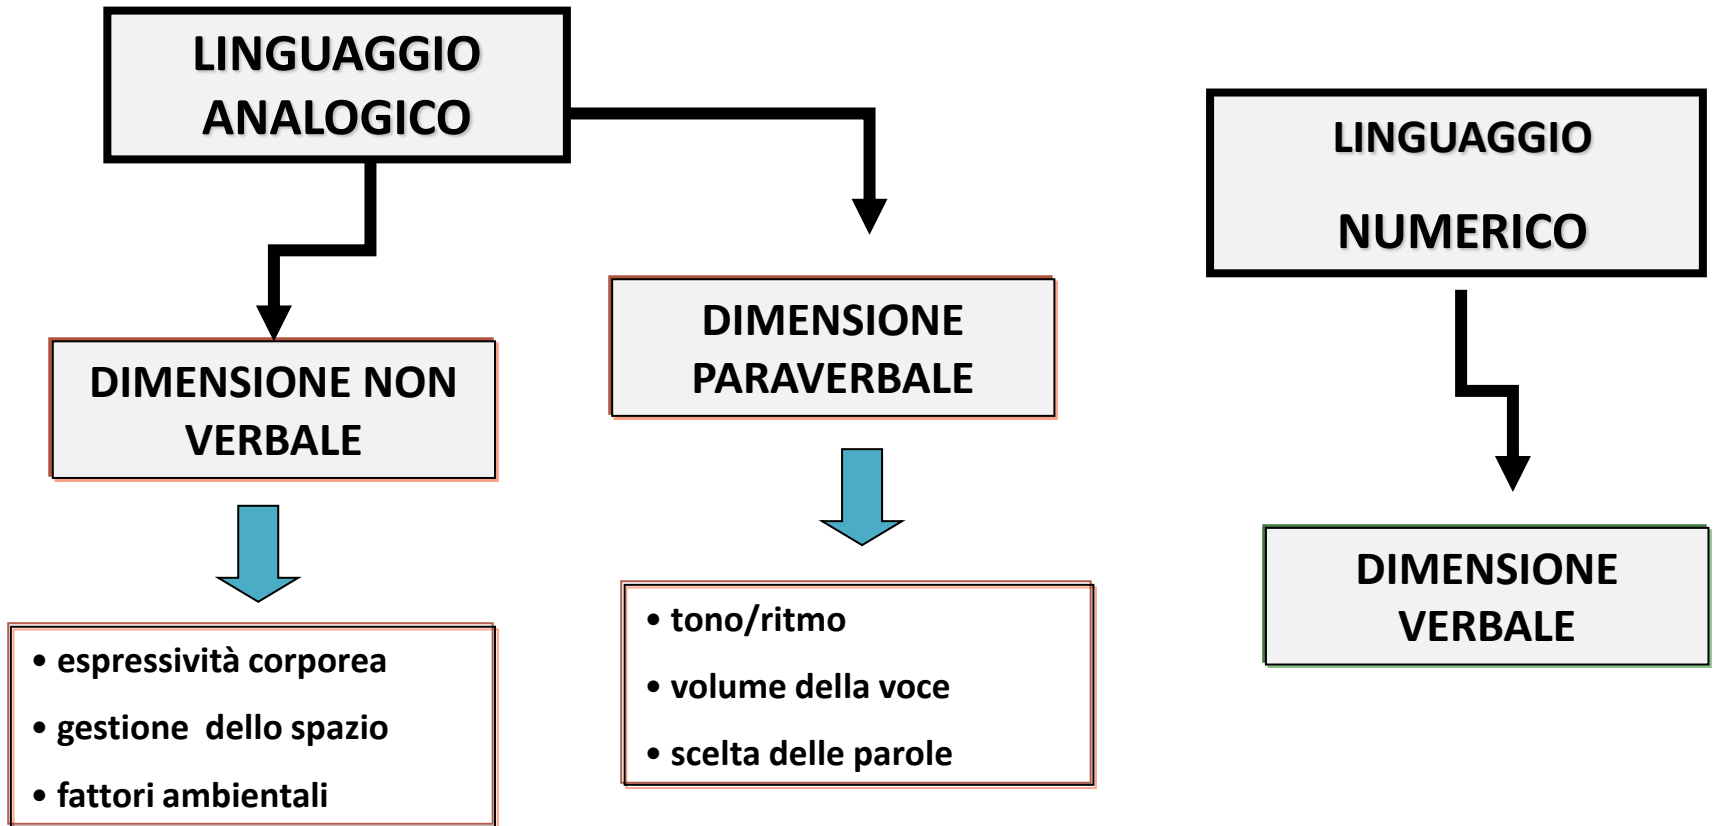 LINGUAGGIO
ANALOGICO
LINGUAGGIO
NUMERICO
DIMENSIONE NON
VERBALE
DIMENSIONE
PARAVERBALE
DIMENSIONE
VERBALE
• espressività corporea
• gestione dello spazio
• fattori ambientali
• tono/ritmo
• volume della voce
• scelta delle parole